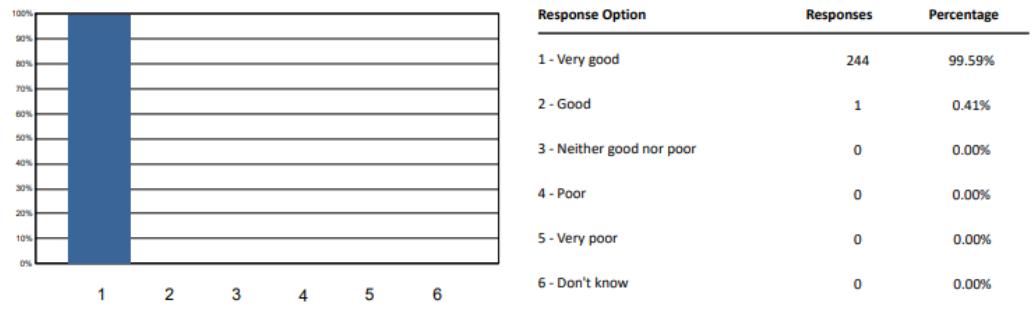 100%
90%
80%
70%
60%
50%
40%
30%
20%
10%
0%
1 2 3 4 5 6
Response Option Responses Percentage
1 - Very good 244 99.59%
2 - Good 1 0.41%
3 - Neither good nor poor 0 0.00%
4 - Poor 0 0.00%
5 - Very poor 0 0.00%
6 - Don't know 0 0.00%